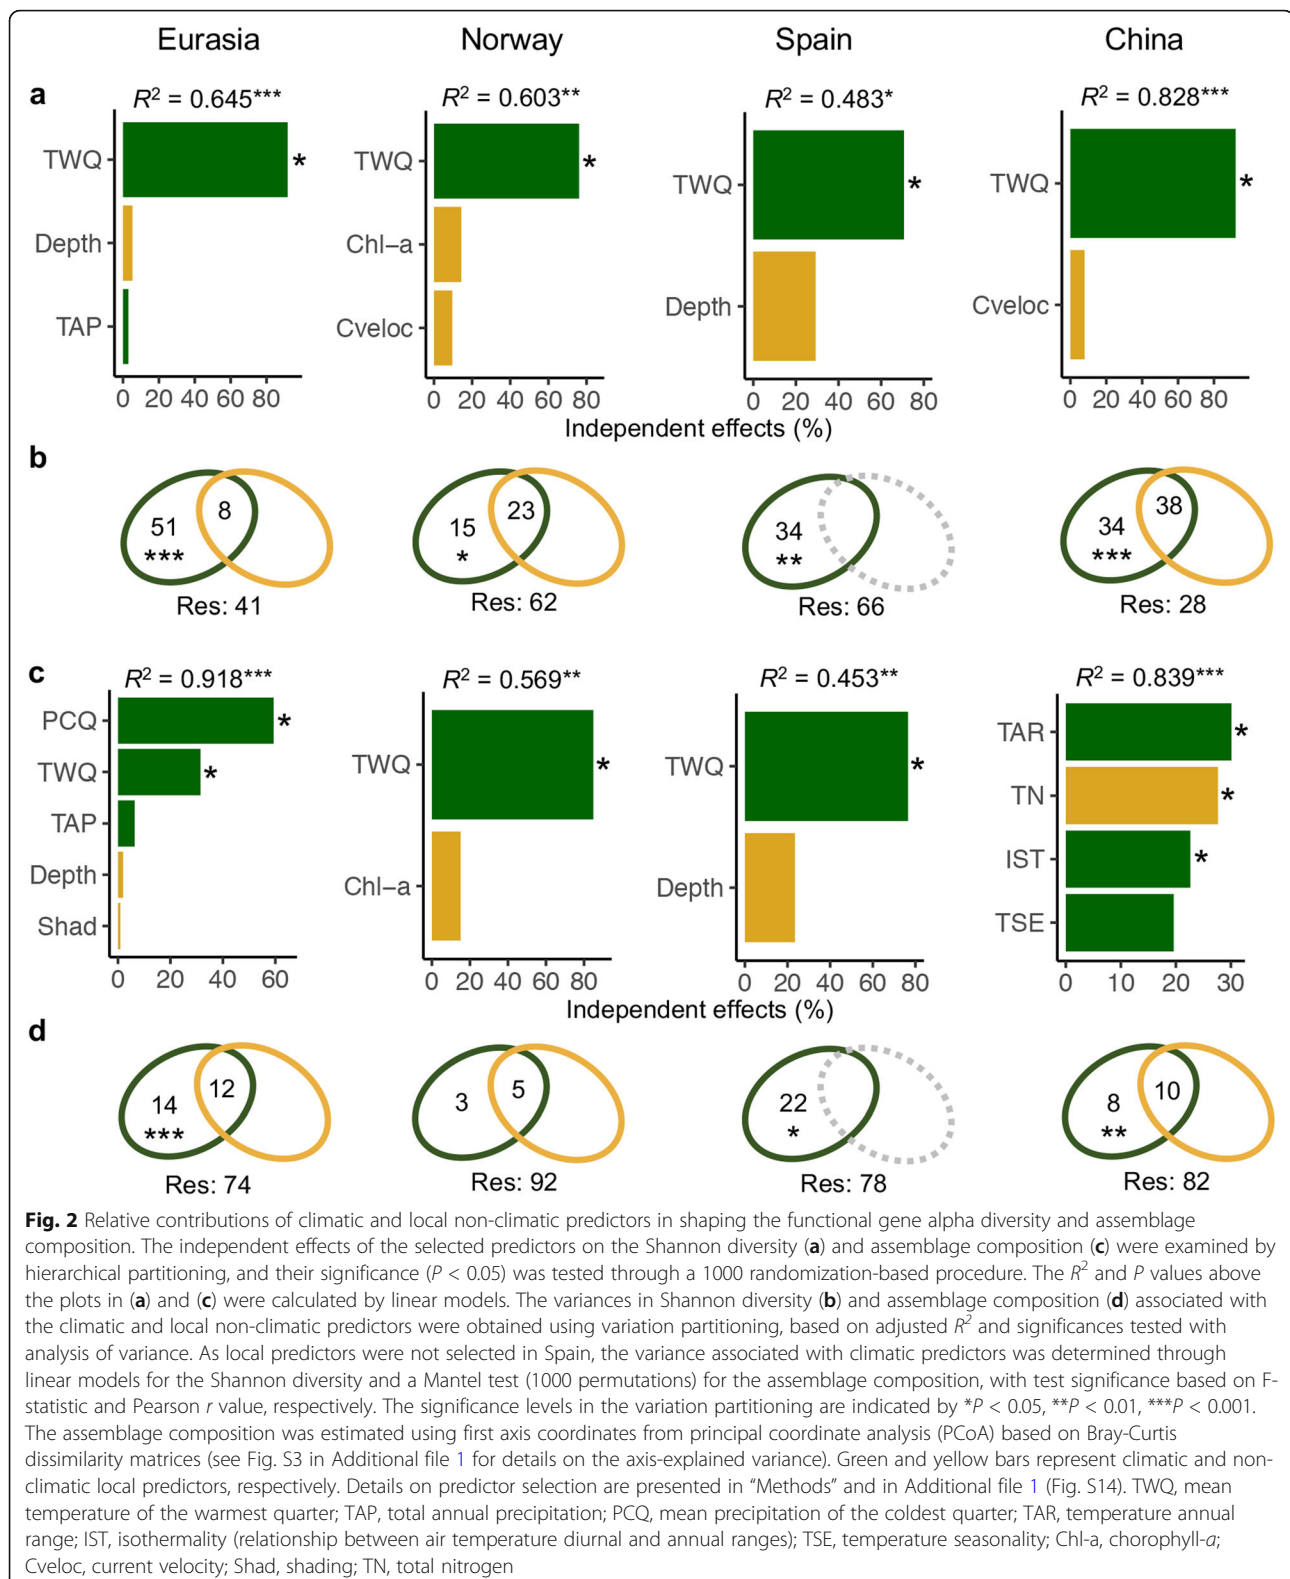 Eurasia Norway Spain China
a
R² = 0.645*** R² = 0.603** R² = 0.483* R² = 0.828***
TWQ * TWQ * TWQ * TWQ *
Depth Chl−a Depth Cveloc
TAP Cveloc
0 20 40 60 80 0 20 40 60 80 0 20 40 60 80 0 20 40 60 80
Independent effects (%)
b
51 8 15 23 34 34 38
*** * ** ***
Res: 41 Res: 62 Res: 66 Res: 28
c
R² = 0.918*** R² = 0.569** R² = 0.453** R² = 0.839***
PCQ * TWQ * TWQ * TAR *
TWQ * Chl−a Depth TN *
TAP IST *
Depth TSE
Shad
0 20 40 60 0 20 40 60 80 0 20 40 60 80 0 10 20 30
Independent effects (%)
d
14 12 3 5 22 8 10
*** * **
Res: 74 Res: 92 Res: 78 Res: 82
Fig. 2 Relative contributions of climatic and local non-climatic predictors in shaping the functional gene alpha diversity and assemblage
composition. The independent effects of the selected predictors on the Shannon diversity (a) and assemblage composition (c) were examined by
hierarchical partitioning, and their significance (P < 0.05) was tested through a 1000 randomization-based procedure. The R² and P values above
the plots in (a) and (c) were calculated by linear models. The variances in Shannon diversity (b) and assemblage composition (d) associated with
the climatic and local non-climatic predictors were obtained using variation partitioning, based on adjusted R² and significances tested with
analysis of variance. As local predictors were not selected in Spain, the variance associated with climatic predictors was determined through
linear models for the Shannon diversity and a Mantel test (1000 permutations) for the assemblage composition, with test significance based on F-
statistic and Pearson r value, respectively. The significance levels in the variation partitioning are indicated by *P < 0.05, **P < 0.01, ***P < 0.001.
The assemblage composition was estimated using first axis coordinates from principal coordinate analysis (PCoA) based on Bray-Curtis
dissimilarity matrices (see Fig. S3 in Additional file 1 for details on the axis-explained variance). Green and yellow bars represent climatic and non-
climatic local predictors, respectively. Details on predictor selection are presented in “Methods” and in Additional file 1 (Fig. S14). TWQ, mean
temperature of the warmest quarter; TAP, total annual precipitation; PCQ, mean precipitation of the coldest quarter; TAR, temperature annual
range; IST, isothermality (relationship between air temperature diurnal and annual ranges); TSE, temperature seasonality; Chl-a, chorophyll-a;
Cveloc, current velocity; Shad, shading; TN, total nitrogen